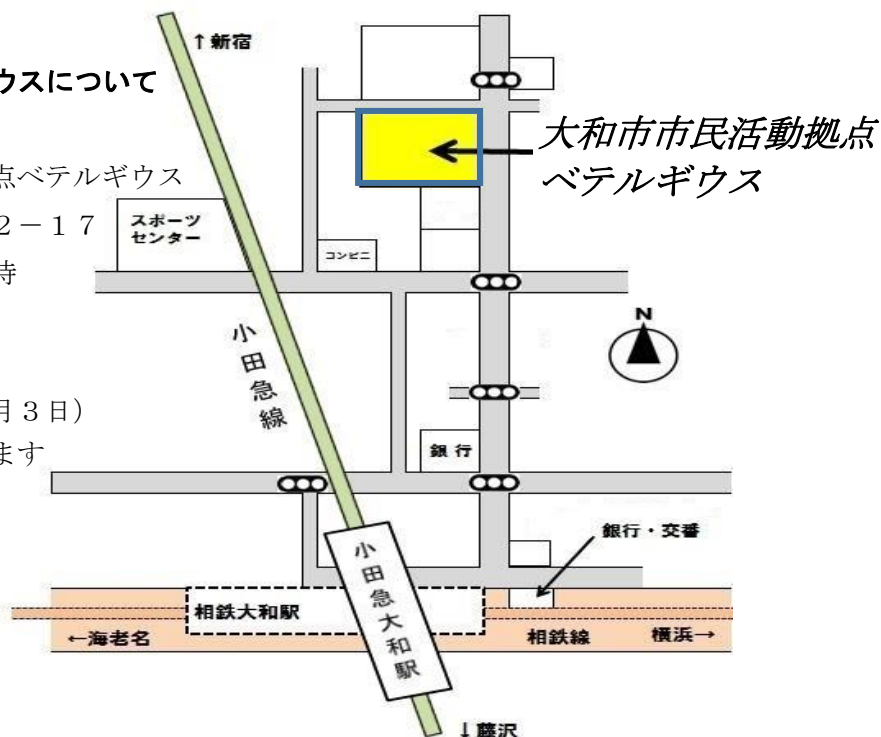 ↑新宿
ウスについて
大和市市民活動拠点
ベテルギウス
点ベテルギウス
２－１７
時
スポーツ
センター
コンビニ
N
小田急線
月３日）
ます
銀行
銀行・交番
小田急大和駅
相鉄大和駅
←海老名
相鉄線
横浜→
↓藤沢